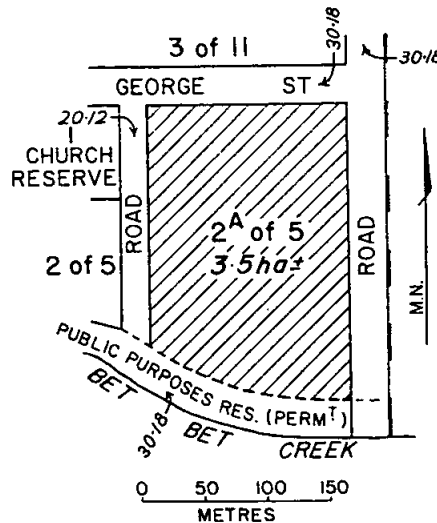 3 of 11
30·18
30·18
GEORGE ST
20·12
CHURCH
RESERVE
ROAD
2 of 5
2ᴬ of 5
3·5ha±
ROAD
M.N.
PUBLIC PURPOSES RES. (PERMᵀ)
BET BET CREEK
30·18
0 50 100 150
METRES